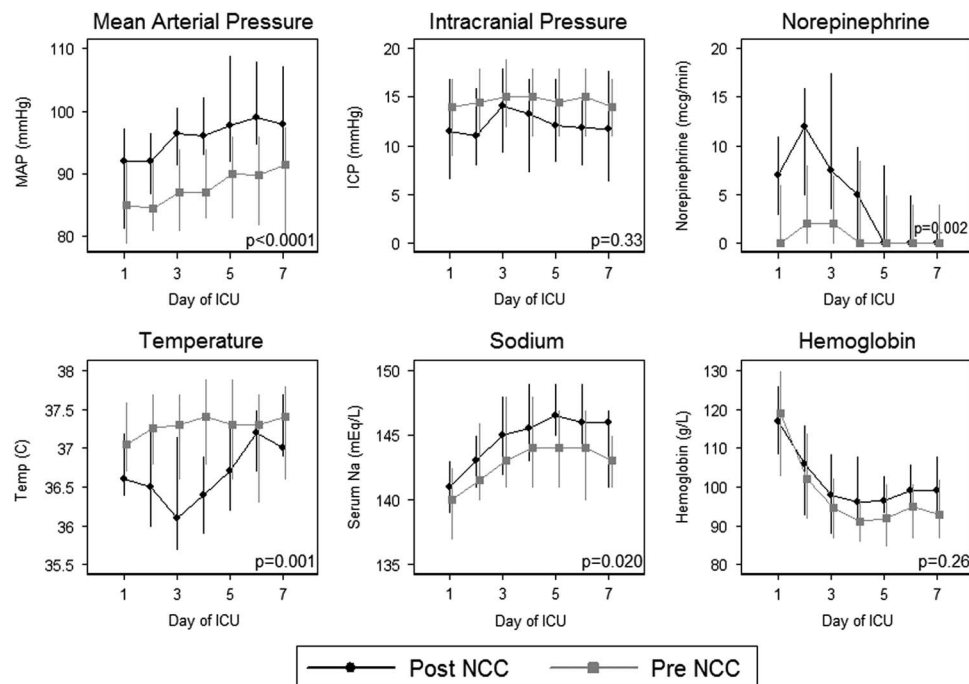 Mean Arterial Pressure
MAP (mmHg)
110
100
90
80
p<0.0001
1 3 5 7
Day of ICU
Intracranial Pressure
ICP (mmHg)
20
15
10
5
0
p=0.33
1 3 5 7
Day of ICU
Norepinephrine
Norepinephrine (mcg/min)
20
15
10
5
0
p=0.002
1 3 5 7
Day of ICU
Temperature
Temp (C)
38
37.5
37
36.5
36
35.5
p=0.001
1 3 5 7
Day of ICU
Sodium
Serum Na (mEq/L)
150
145
140
135
p=0.020
1 3 5 7
Day of ICU
Hemoglobin
Hemoglobin (g/L)
130
120
110
100
90
80
p=0.26
1 3 5 7
Day of ICU
Post NCC Pre NCC